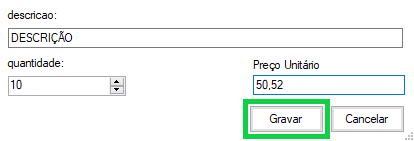 descricao:
DESCRIÇÃO
quantidade:
Preço Unitário
10
50,52
Gravar
Cancelar